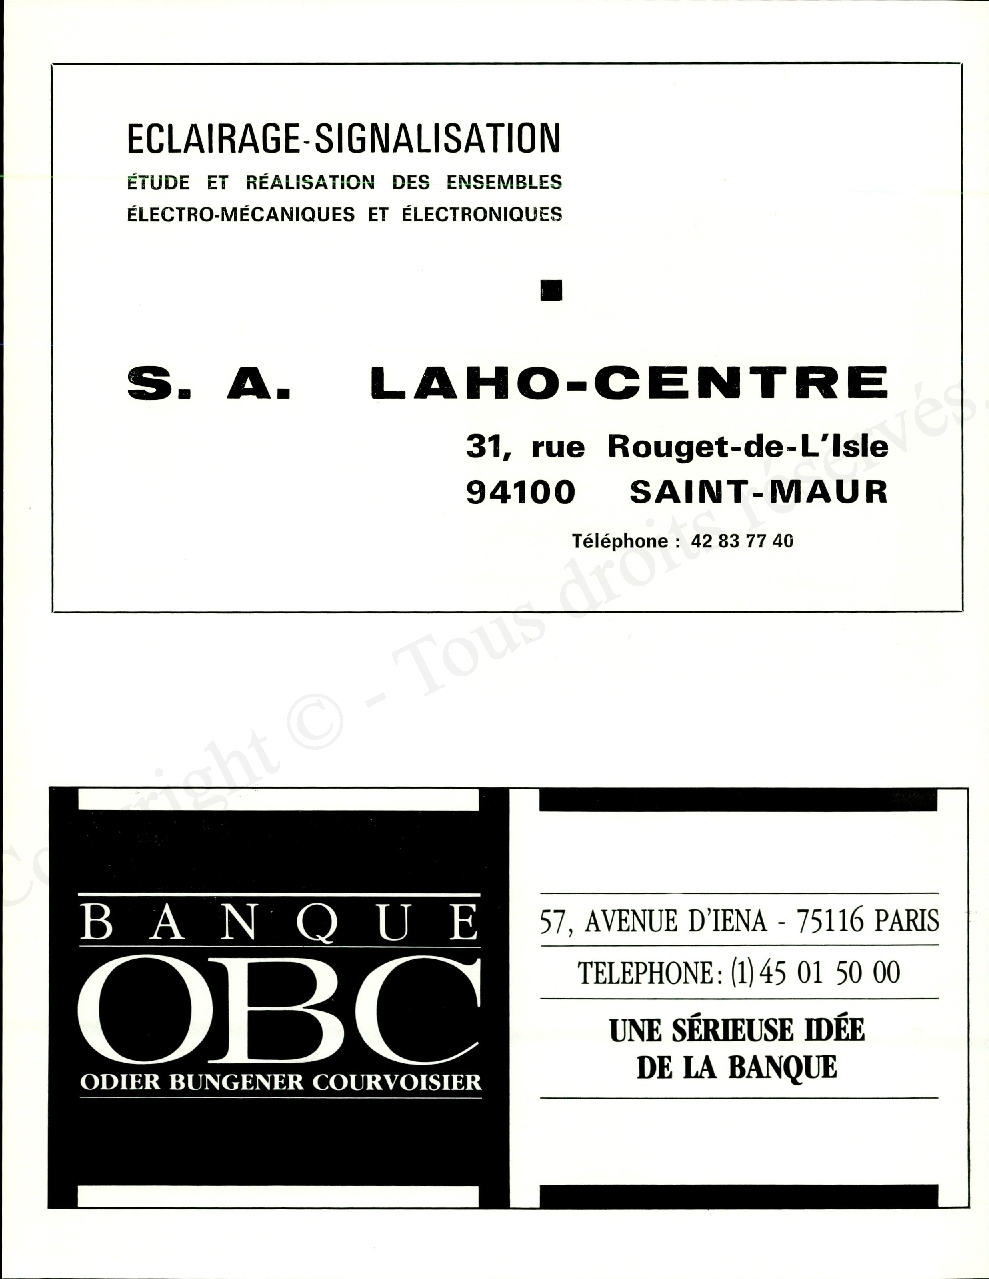 ECLAIRAGE-SIGNALISATION
ÉTUDE ET RÉALISATION DES ENSEMBLES
ÉLECTRO-MÉCANIQUES ET ÉLECTRONIQUES
S. A. LAHO-CENTRE
31, rue Rouget-de-L'Isle
94100 SAINT-MAUR
Téléphone : 42 83 77 40
Copyright © - Tous droits réservés.
BANQUE
OBC
ODIER BUNGENER COURVOISIER
57, AVENUE D'IENA - 75116 PARIS
TELEPHONE: (1) 45 01 50 00
UNE SÉRIEUSE IDÉE
DE LA BANQUE